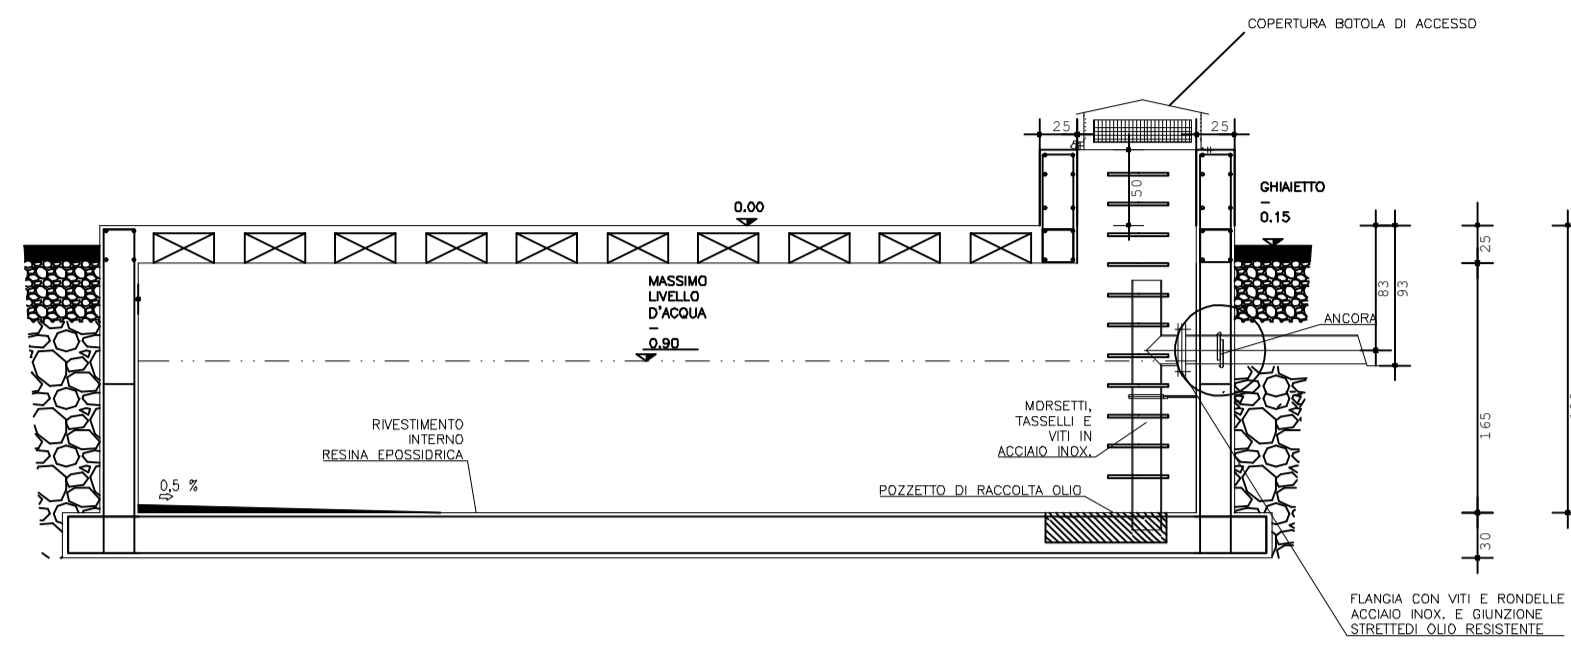 COPERTURA BOTOLA DI ACCESSO
25
25
50
GHIAIETTO
–
0.15
0.00
25
83
93
MASSIMO
LIVELLO
D'ACQUA
–
0.90
ANCORA
MORSETTI,
TASSELLI E
VITI IN
ACCIAIO INOX.
RIVESTIMENTO
INTERNO
RESINA EPOSSIDRICA
165
0,5 %
POZZETTO DI RACCOLTA OLIO
30
FLANGIA CON VITI E RONDELLE
ACCIAIO INOX. E GIUNZIONE
STRETTEDI OLIO RESISTENTE